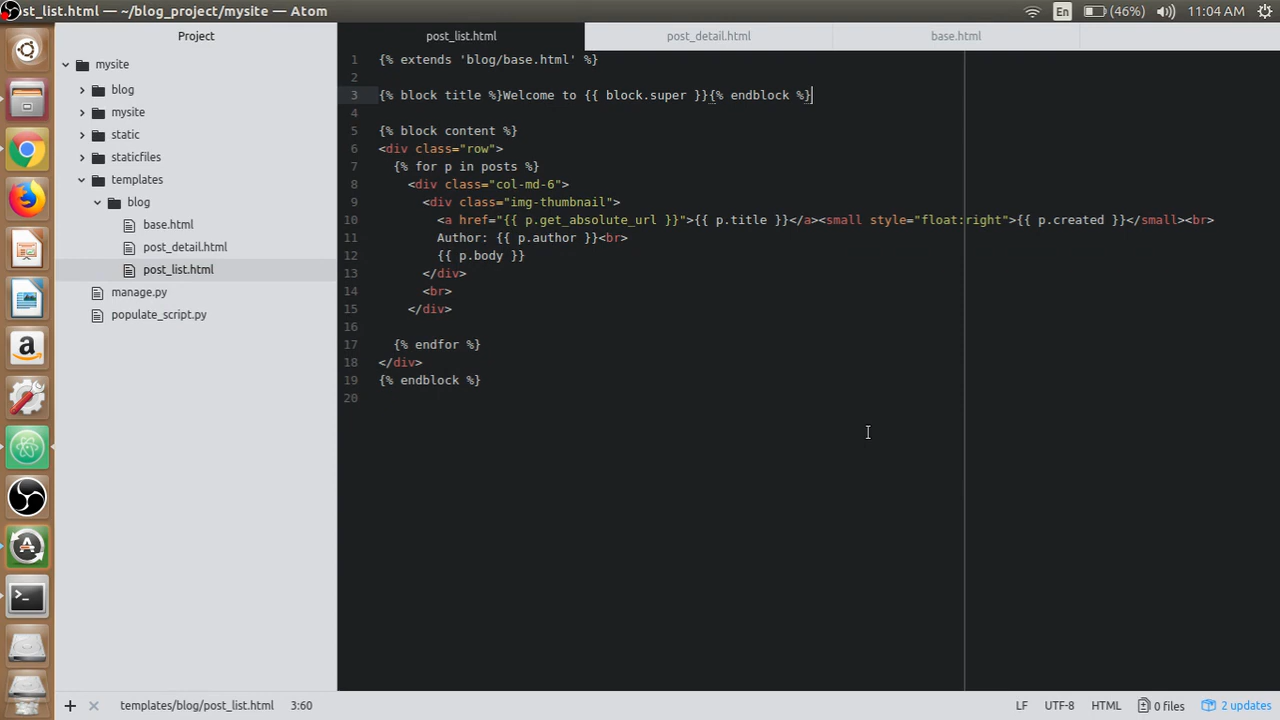 st_list.html — ~/blog_project/mysite — Atom
En
(46%)
11:04 AM
Project
mysite
blog
mysite
static
staticfiles
templates
blog
base.html
post_detail.html
post_list.html
manage.py
populate_script.py
post_list.html
post_detail.html
base.html
1 {% extends 'blog/base.html' %}
2
3 {% block title %}Welcome to {{ block.super }}{% endblock %}
4
5 {% block content %}
6 <div class="row">
7 {% for p in posts %}
8 <div class="col-md-6">
9 <div class="img-thumbnail">
10 <a href="{{ p.get_absolute_url }}">{{ p.title }}</a><small style="float:right">{{ p.created }}</small><br>
11 Author: {{ p.author }}<br>
12 {{ p.body }}
13 </div>
14 <br>
15 </div>
16
17 {% endfor %}
18 </div>
19 {% endblock %}
20
templates/blog/post_list.html
3:60
LF
UTF-8
HTML
0 files
2 updates